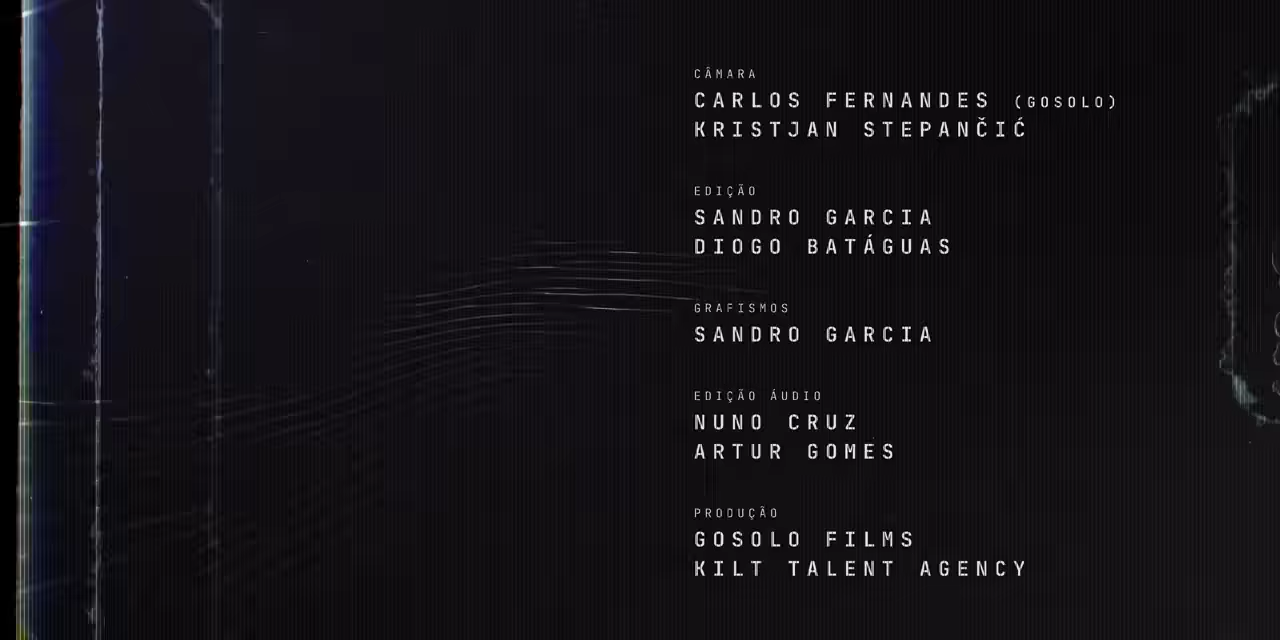 CÂMARA
CARLOS FERNANDES (GOSOLO)
KRISTJAN STEPANČIĆ
EDIÇÃO
SANDRO GARCIA
DIOGO BATÁGUAS
GRAFISMOS
SANDRO GARCIA
EDIÇÃO ÁUDIO
NUNO CRUZ
ARTUR GOMES
PRODUÇÃO
GOSOLO FILMS
KILT TALENT AGENCY